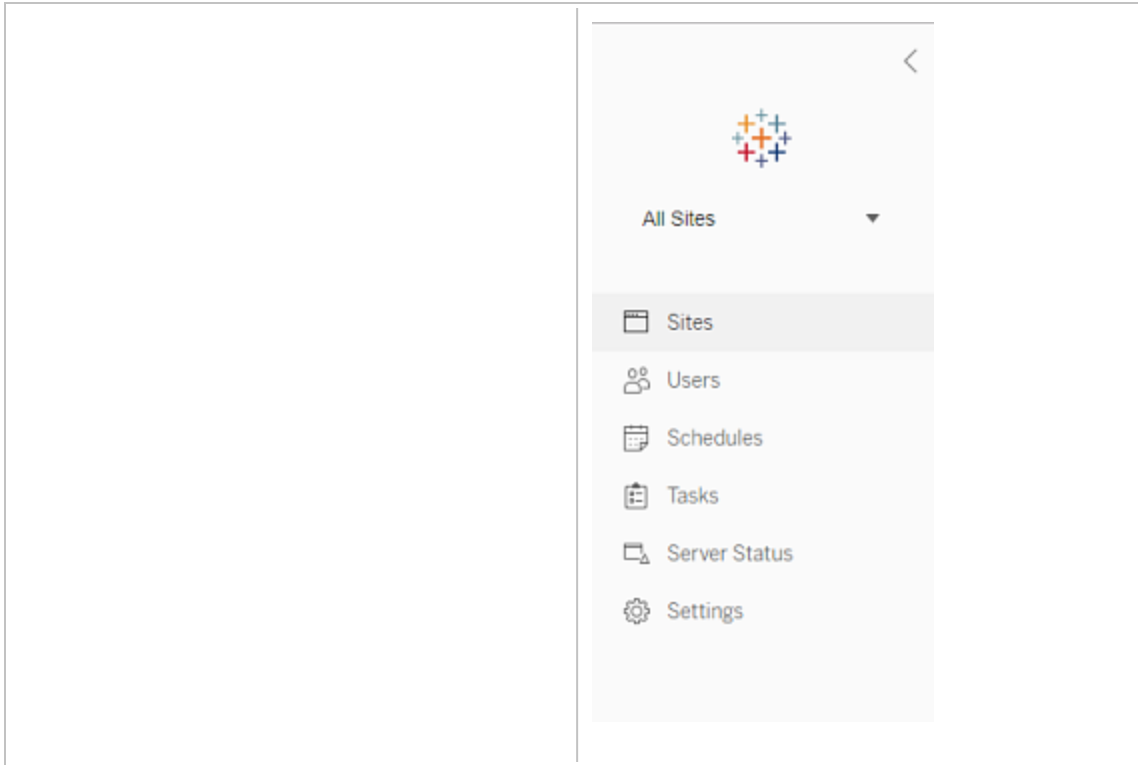 All Sites
Sites
Users
Schedules
Tasks
Server Status
Settings